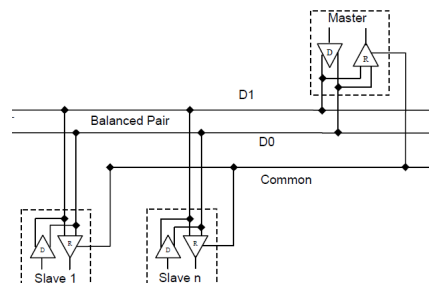 Master
D
R
D1
Balanced Pair
D0
Common
D
R
D
R
Slave 1
Slave n